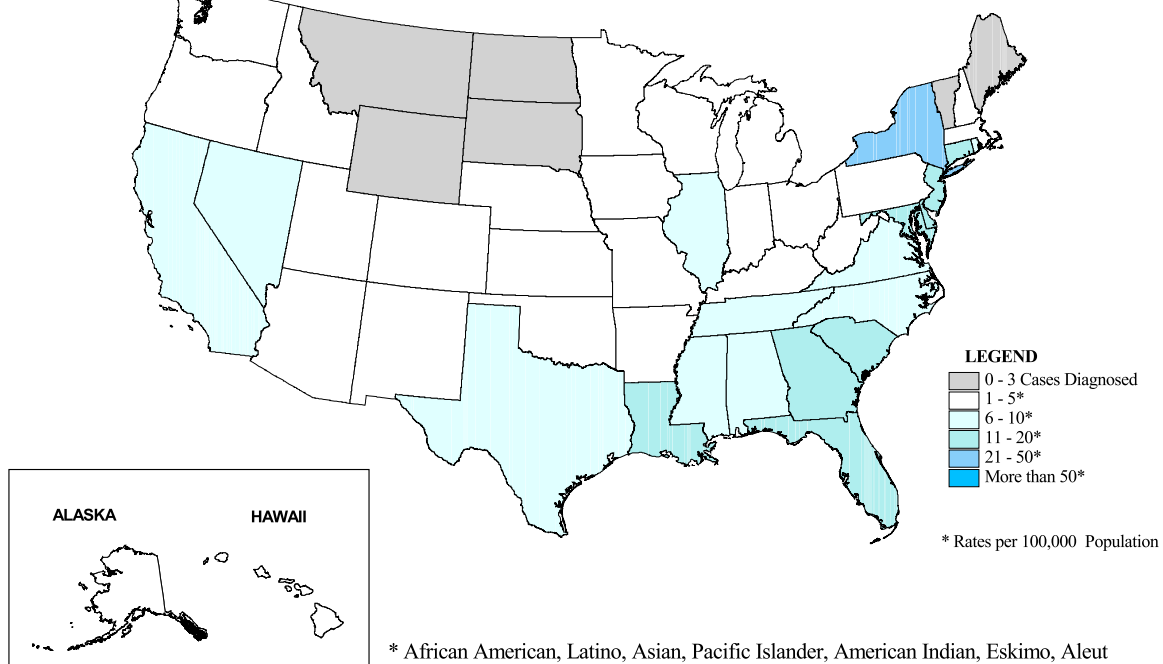 LEGEND
0 - 3 Cases Diagnosed
1 - 5*
6 - 10*
11 - 20*
21 - 50*
More than 50*
ALASKA
HAWAII
* Rates per 100,000 Population
* African American, Latino, Asian, Pacific Islander, American Indian, Eskimo, Aleut